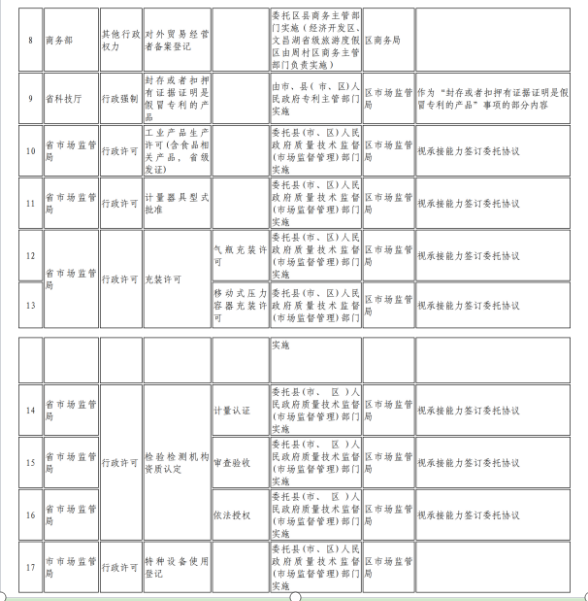 8 商务部 其他行政权力 对外贸易经营者备案登记 委托区县商务主管部门实施（经济开发区、文昌湖省级旅游度假区由周村区商务主管部门负责实施） 区商务局
9 省科技厅 行政强制 封存或者扣押有证据证明是假冒专利的产品 由市、县(市、区)人民政府专利主管部门实施 区市场监管局 作为“封存或者扣押有证据证明是假冒专利的产品”事项的部分内容
10 省市场监管局 行政许可 工业产品生产许可(含食品相关产品，省级发证) 委托县(市、区)人民政府质量技术监督(市场监督管理)部门实施 区市场监管局 视承接能力签订委托协议
11 省市场监管局 行政许可 计量器具型式批准 委托县(市、区)人民政府质量技术监督(市场监督管理)部门实施 区市场监管局 视承接能力签订委托协议
12 省市场监管局 行政许可 充装许可 气瓶充装许可 委托县(市、区)人民政府质量技术监督(市场监督管理)部门实施 区市场监管局 视承接能力签订委托协议
13 移动式压力容器充装许可 委托县(市、区)人民政府质量技术监督(市场监督管理)部门 区市场监管局 视承接能力签订委托协议
实施
14 省市场监管局 行政许可 检验检测机构资质认定 计量认证 委托县(市、区)人民政府质量技术监督(市场监督管理)部门实施 区市场监管局 视承接能力签订委托协议
15 省市场监管局 审查验收 委托县(市、区)人民政府质量技术监督(市场监督管理)部门实施 区市场监管局 视承接能力签订委托协议
16 省市场监管局 依法授权 委托县(市、区)人民政府质量技术监督(市场监督管理)部门实施 区市场监管局 视承接能力签订委托协议
17 市市场监管局 行政许可 特种设备使用登记 委托县(市、区)人民政府质量技术监督(市场监督管理)部门实施 区市场监管局